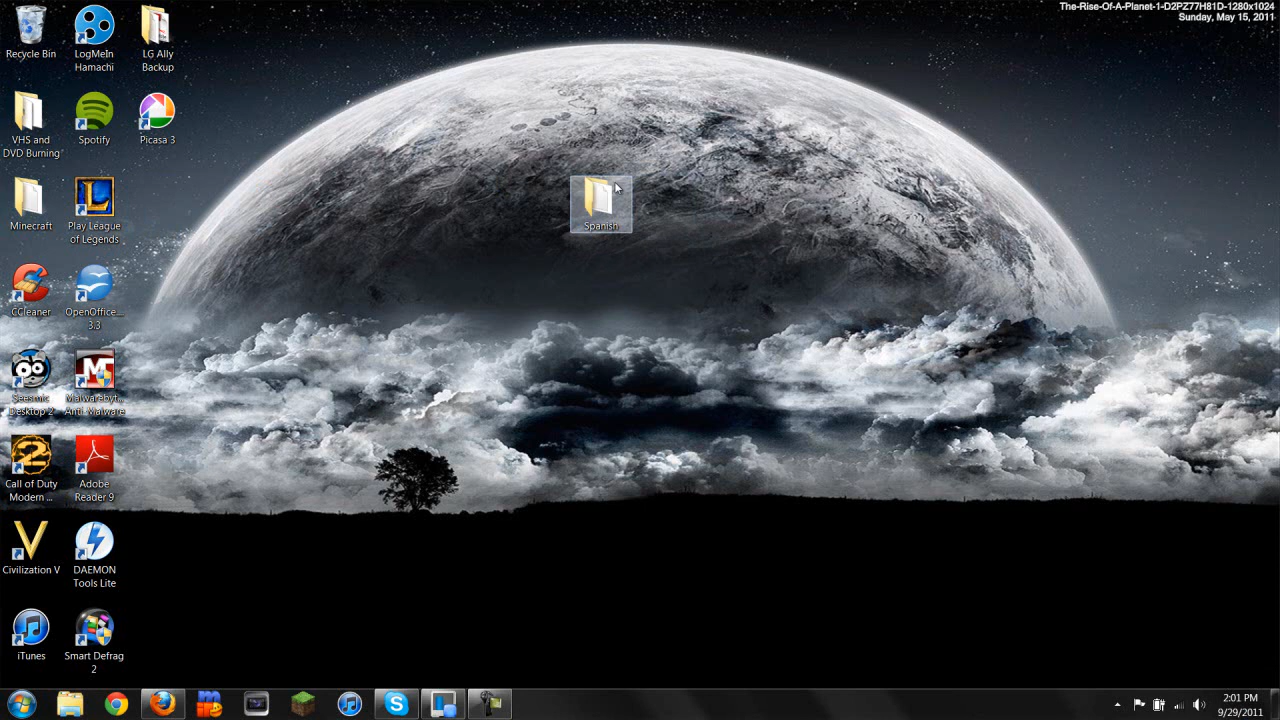 The-Rise-Of-A-Planet-1-D2PZ77H81D-1280x1024
Sunday, May 15, 2011
Recycle Bin
LogMeIn
Hamachi
LG Ally
Backup
VHS and
DVD Burning
Spotify
Picasa 3
Minecraft
Play League
of Legends
Spanish
CCleaner
OpenOffice....
3.3
Seesmic
Desktop 2
Malwarebyt...
Anti-Malware
Call of Duty
Modern ...
Adobe
Reader 9
Civilization V
DAEMON
Tools Lite
iTunes
Smart Defrag
2
2:01 PM
9/29/2011